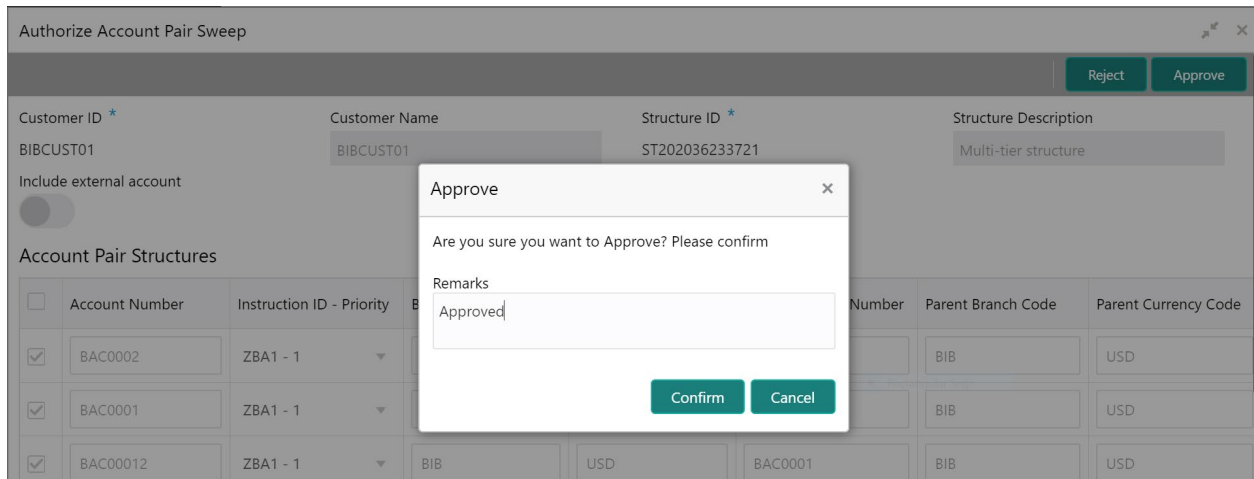 Authorize Account Pair Sweep
Reject Approve
Customer ID * Customer Name Structure ID * Structure Description
BIBCUST01 BIBCUST01 ST202036233721 Multi-tier structure
Include external account
Approve
Are you sure you want to Approve? Please confirm
Remarks
Approved
Confirm Cancel
Account Pair Structures
Account Number Instruction ID - Priority B Number Parent Branch Code Parent Currency Code
BAC0002 ZBA1 - 1 BIB USD
BAC0001 ZBA1 - 1 BIB USD
BAC00012 ZBA1 - 1 BIB USD BAC0001 BIB USD